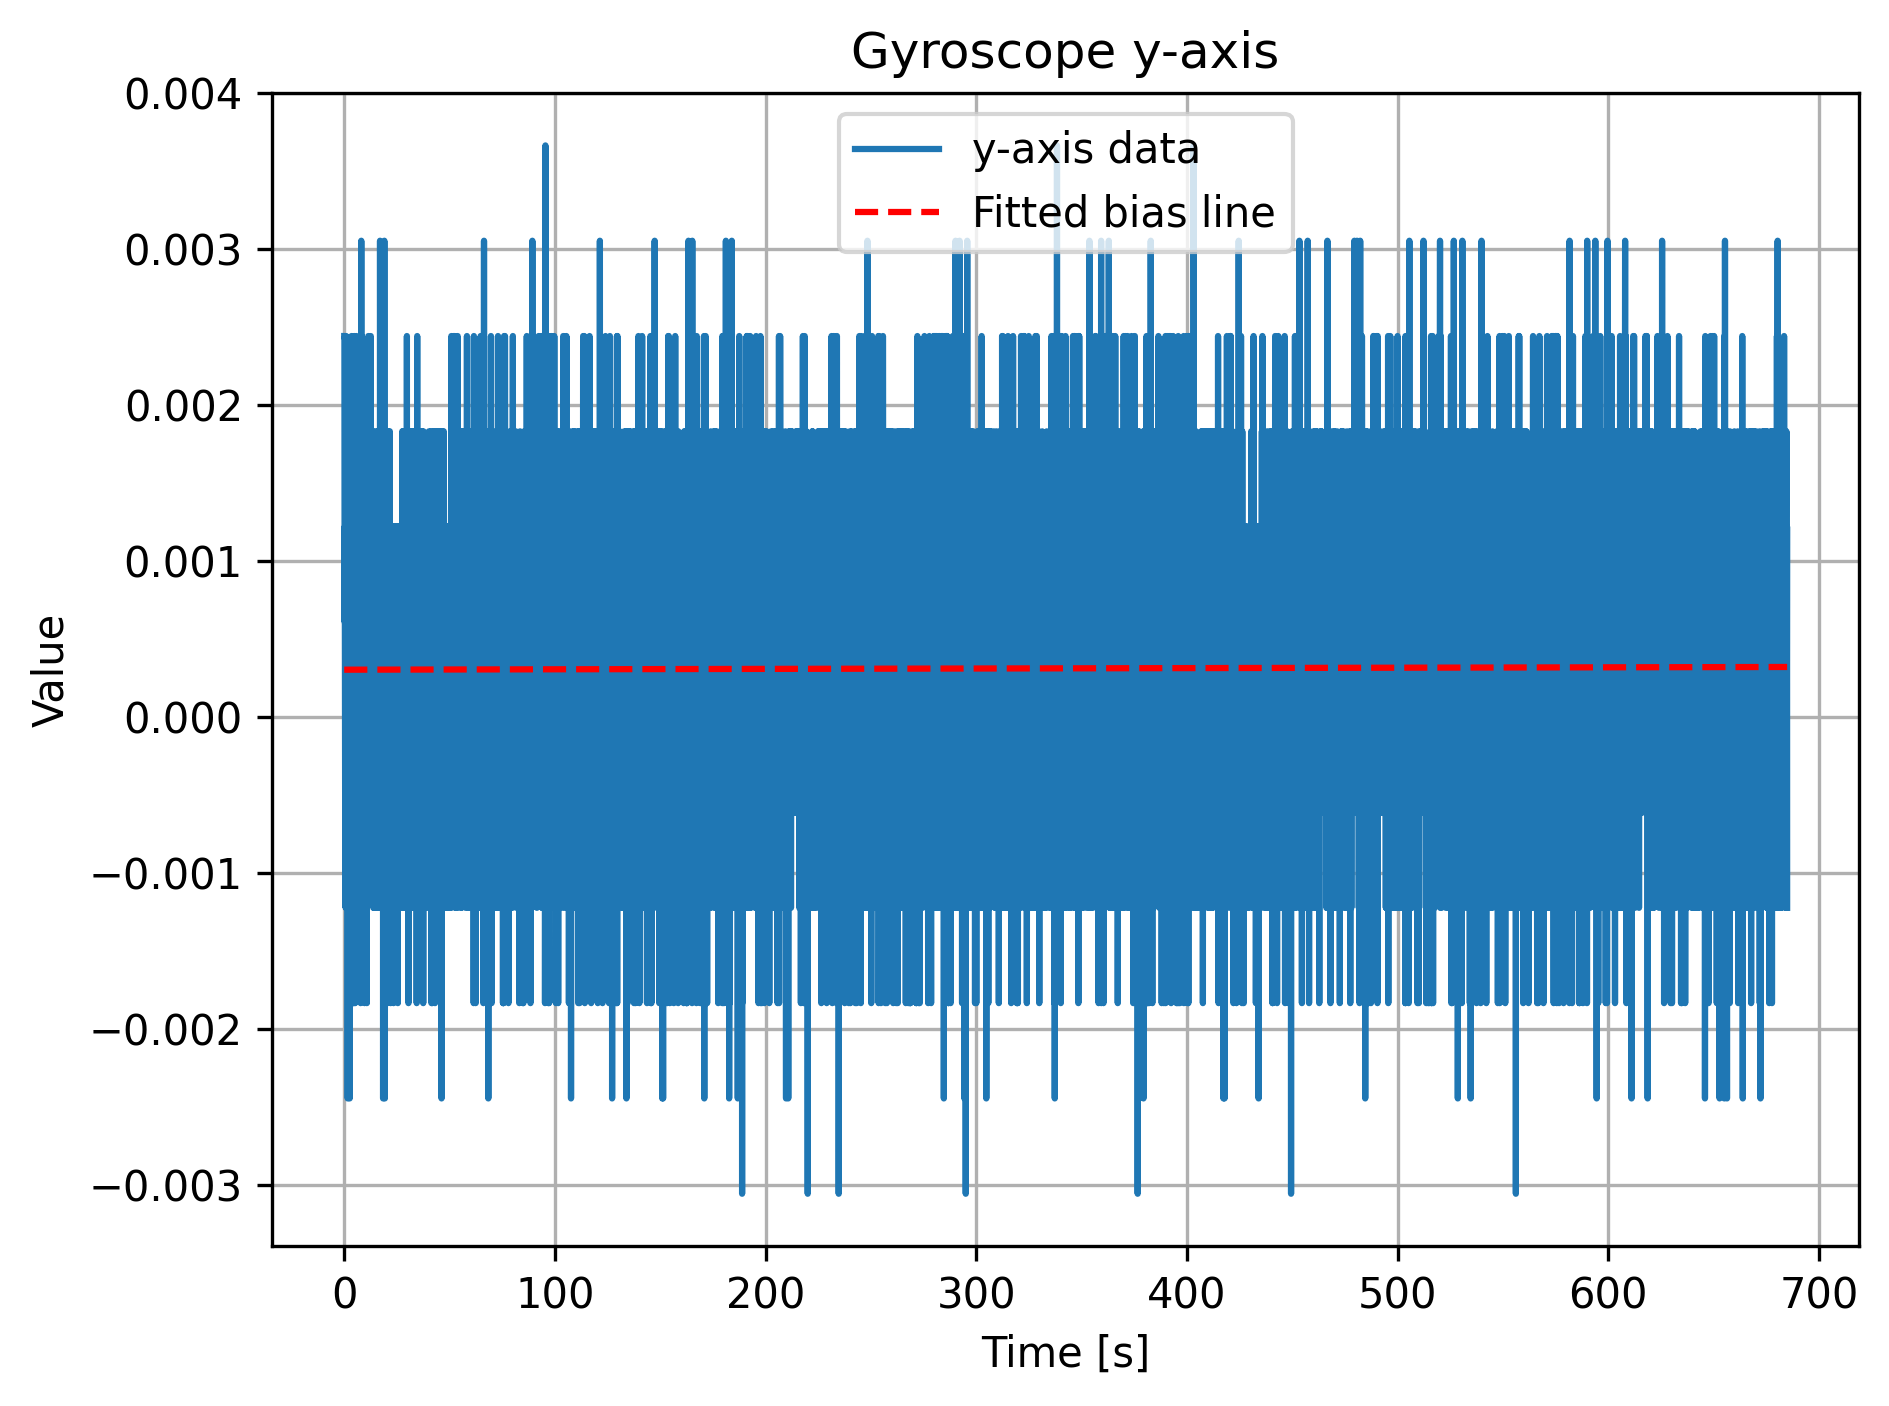 Gyroscope y-axis
0.004
0.003
0.002
0.001
0.000
−0.001
−0.002
−0.003
Value
y-axis data
Fitted bias line
0 100 200 300 400 500 600 700
Time [s]